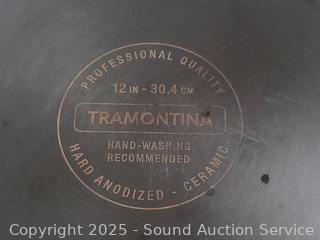 PROFESSIONAL QUALITY
12 IN - 30.4 CM
TRAMONTINA
HAND-WASHING
RECOMMENDED
HARD ANODIZED - CERAMIC
Copyright © 2025 - Sound Auction Service